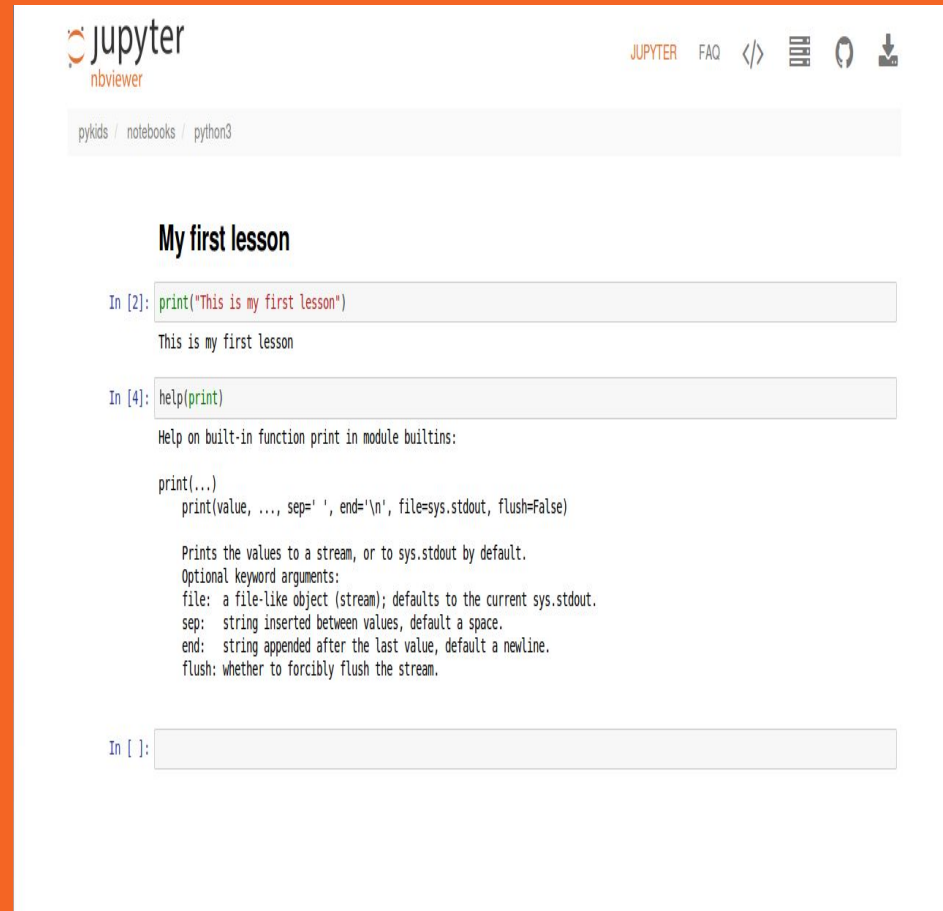 jupyter
nbviewer
JUPYTER FAQ </>
pykids / notebooks / python3
My first lesson
In [2]: print("This is my first lesson")
This is my first lesson
In [4]: help(print)
Help on built-in function print in module builtins:
print(...)
print(value, ..., sep=' ', end='\n', file=sys.stdout, flush=False)
Prints the values to a stream, or to sys.stdout by default.
Optional keyword arguments:
file: a file-like object (stream); defaults to the current sys.stdout.
sep: string inserted between values, default a space.
end: string appended after the last value, default a newline.
flush: whether to forcibly flush the stream.
In [ ]: